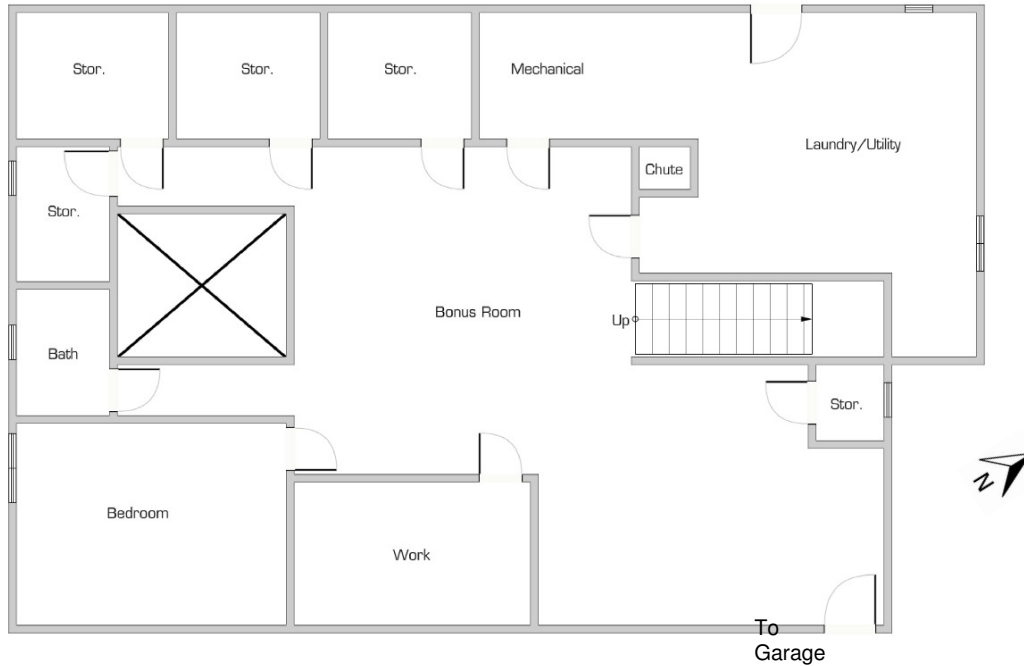 Stor.
Stor.
Stor.
Mechanical
Laundry/Utility
Chute
Stor.
Bonus Room
Up
Bath
Stor.
N
Bedroom
Work
To
Garage